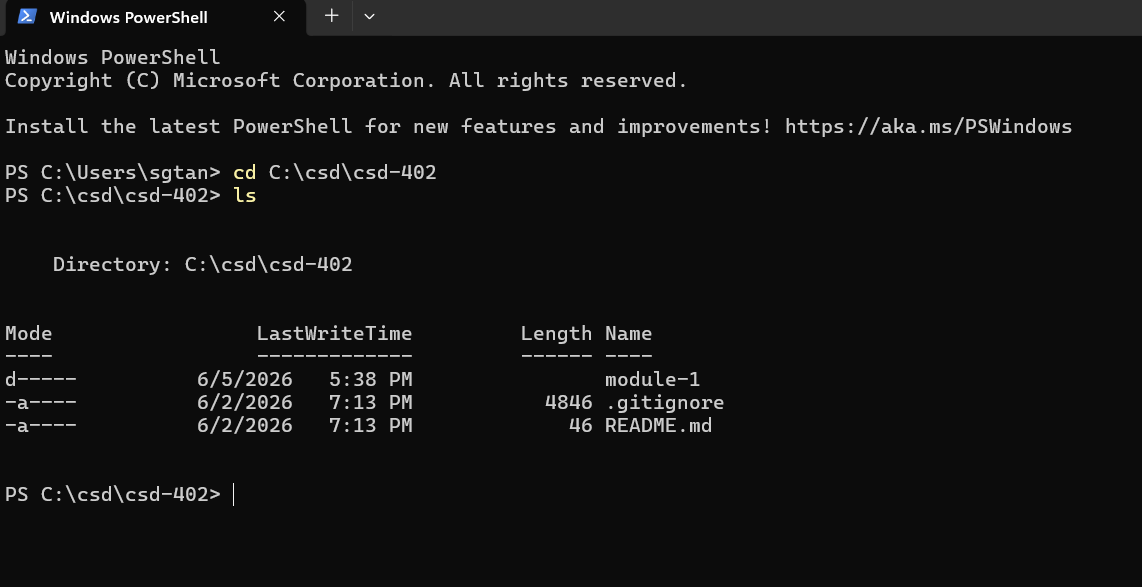 Windows PowerShell
Windows PowerShell
Copyright (C) Microsoft Corporation. All rights reserved.
Install the latest PowerShell for new features and improvements! https://aka.ms/PSWindows
PS C:\Users\sgtan> cd C:\csd\csd-402
PS C:\csd\csd-402> ls
    Directory: C:\csd\csd-402
Mode                 LastWriteTime         Length Name
----                 -------------         ------ ----
d-----          6/5/2026   5:38 PM                module-1
-a----          6/2/2026   7:13 PM           4846 .gitignore
-a----          6/2/2026   7:13 PM             46 README.md
PS C:\csd\csd-402>